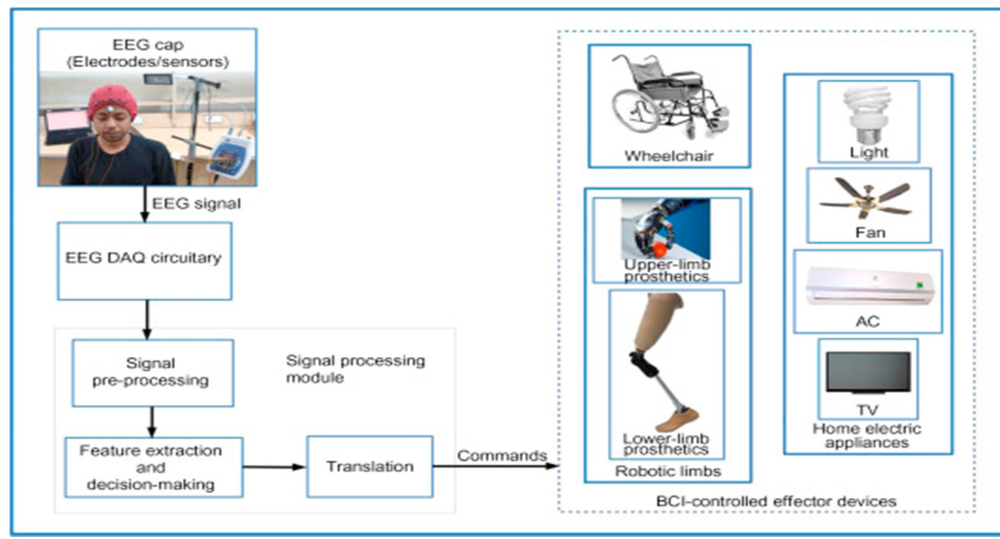 EEG cap
(Electrodes/sensors)
EEG signal
EEG DAQ circuitary
Signal
pre-processing
Signal processing
module
Feature extraction
and
decision-making
Translation
Commands
Wheelchair
Upper-limb
prosthetics
Lower-limb
prosthetics
Robotic limbs
Light
Fan
AC
TV
Home electric
appliances
BCI-controlled effector devices